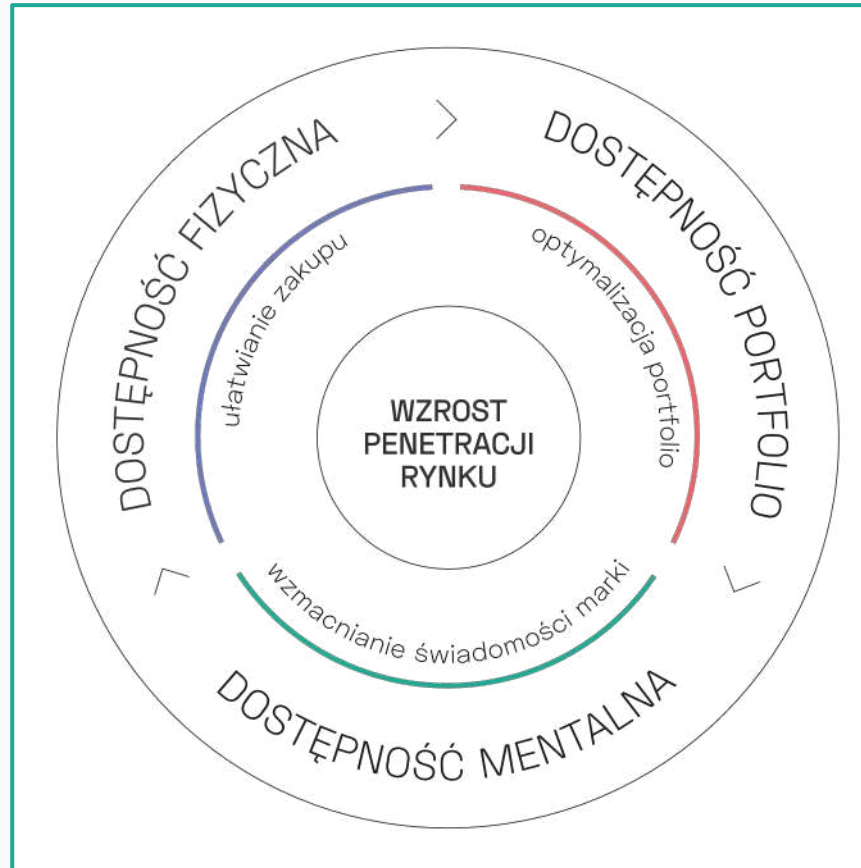 DOSTĘPNOŚĆ FIZYCZNA
DOSTĘPNOŚĆ PORTFOLIO
ułatwianie zakupu
optymalizacja portfolio
WZROST
PENETRACJI
RYNKU
wzmacnianie świadomości marki
DOSTĘPNOŚĆ MENTALNA